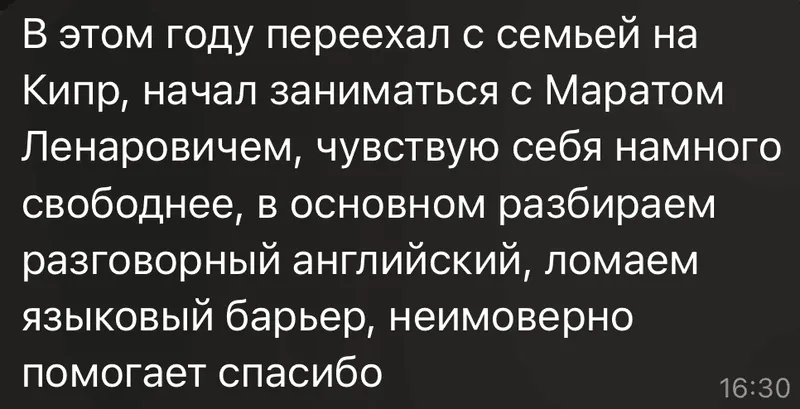 В этом году переехал с семьей на
Кипр, начал заниматься с Маратом
Ленаровичем, чувствую себя намного
свободнее, в основном разбираем
разговорный английский, ломаем
языковый барьер, неимоверно
помогает спасибо
16:30